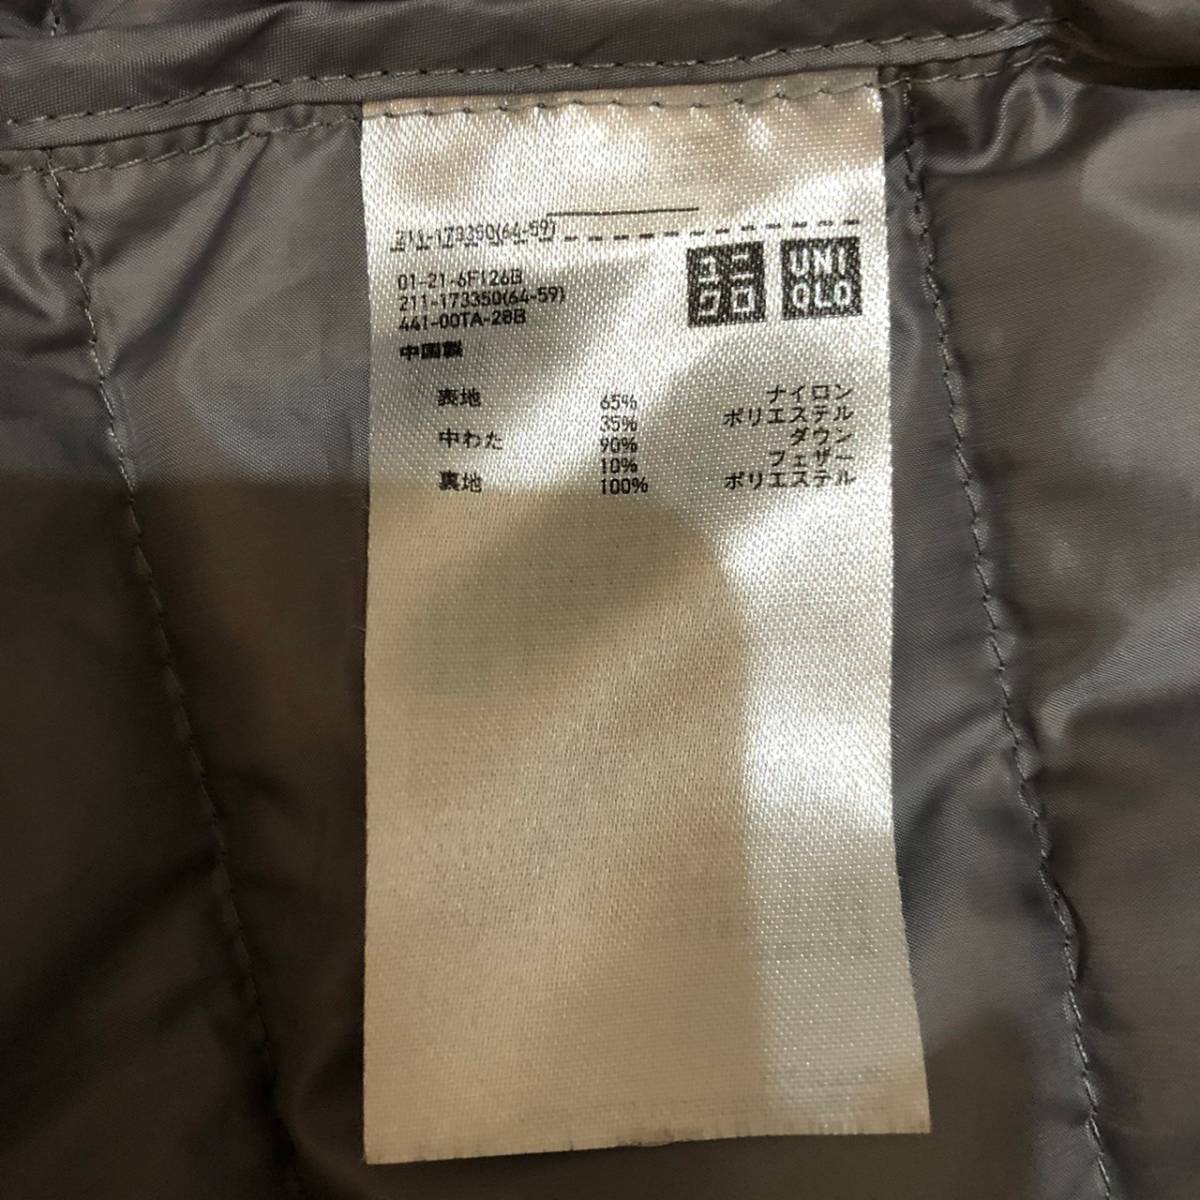 211-173350(64-59)
01-21-6F126B
211-173350(64-59)
441-00TA-28B
中国製
ユニ
クロ
UNI
QLO
表地 65% ナイロン
35% ポリエステル
中わた 90% ダウン
10% フェザー
裏地 100% ポリエステル